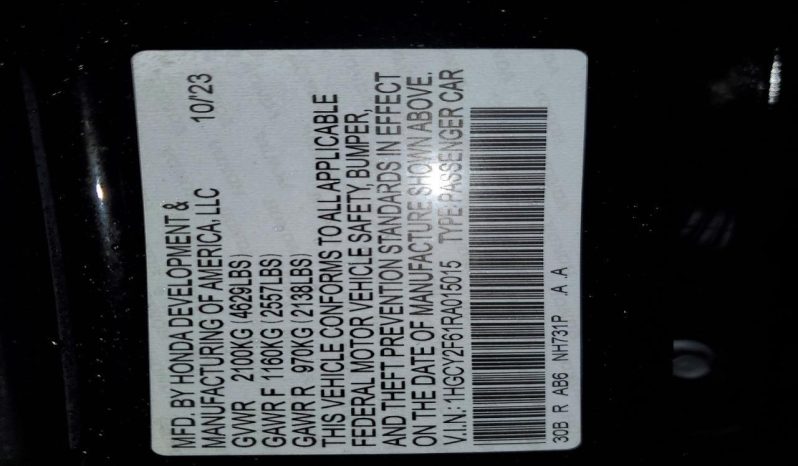 MFD. BY HONDA DEVELOPMENT &
MANUFACTURING OF AMERICA, LLC 10/'23
GVWR 2100KG (4629LBS)
GAWR F 1160KG (2557LBS)
GAWR R 970KG (2138LBS)
THIS VEHICLE CONFORMS TO ALL APPLICABLE
FEDERAL MOTOR VEHICLE SAFETY, BUMPER,
AND THEFT PREVENTION STANDARDS IN EFFECT
ON THE DATE OF MANUFACTURE SHOWN ABOVE.
V.I.N.: 1HGCY2F61RA015015 TYPE:PASSENGER CAR
30B R AB6 NH731P .A .A